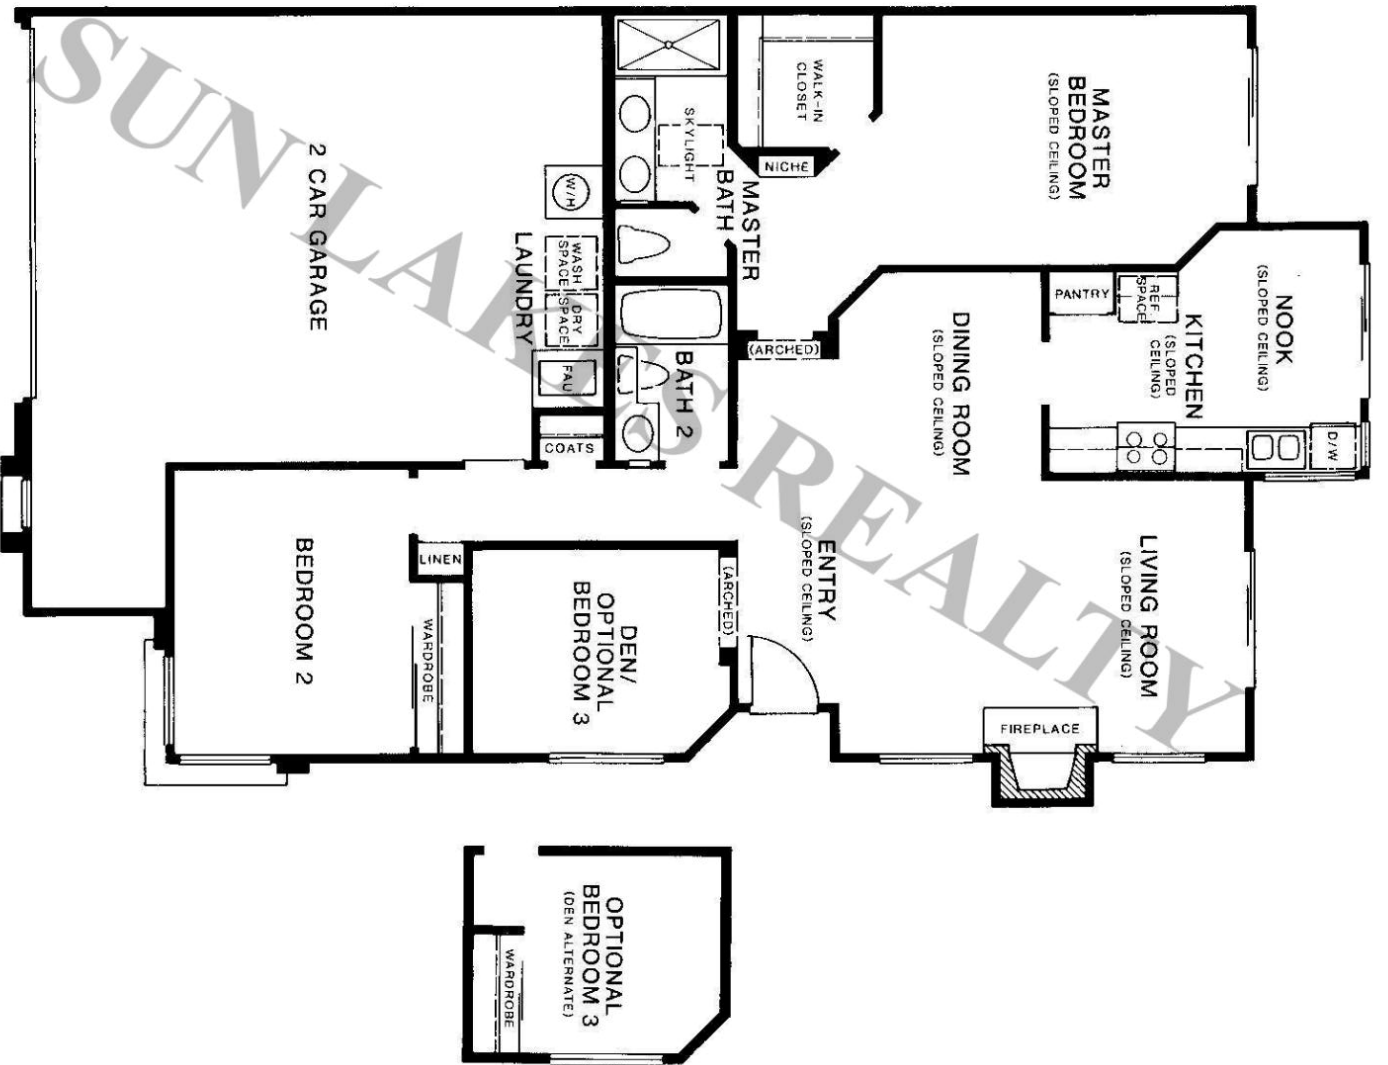 SUN LAKES REALTY
2 CAR GARAGE
W/H
WASH
SPACE
DRY
SPACE
LAUNDRY
FAU
COATS
SKYLIGHT
MASTER
BATH
WALK-IN
CLOSET
NICHE
MASTER
BEDROOM
(SLOPED CEILING)
BATH 2
(ARCHED)
DINING ROOM
(SLOPED CEILING)
PANTRY
REF
SPACE
KITCHEN
(SLOPED
CEILING)
NOOK
(SLOPED CEILING)
D/W
LIVING ROOM
(SLOPED CEILING)
FIREPLACE
ENTRY
(SLOPED CEILING)
(ARCHED)
DEN/
OPTIONAL
BEDROOM 3
LINEN
WARDROBE
BEDROOM 2
OPTIONAL
BEDROOM 3
(DEN ALTERNATE)
WARDROBE